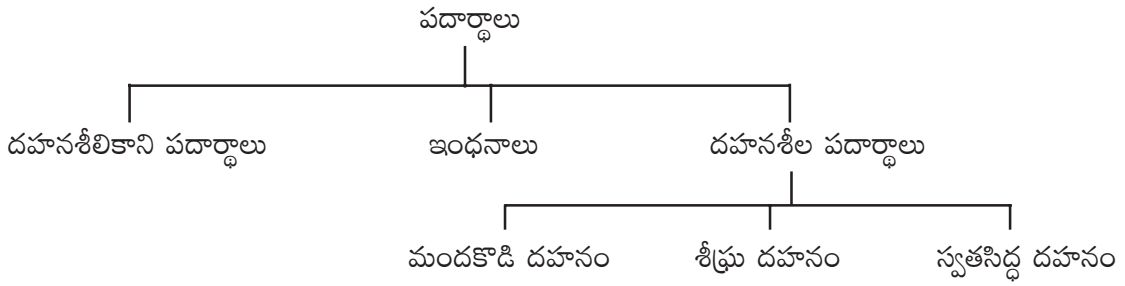 పదార్థాలు
దహనశీలికాని పదార్థాలు ఇంధనాలు దహనశీల పదార్థాలు
మందకొడి దహనం శీఘ్ర దహనం స్వతసిద్ధ దహనం